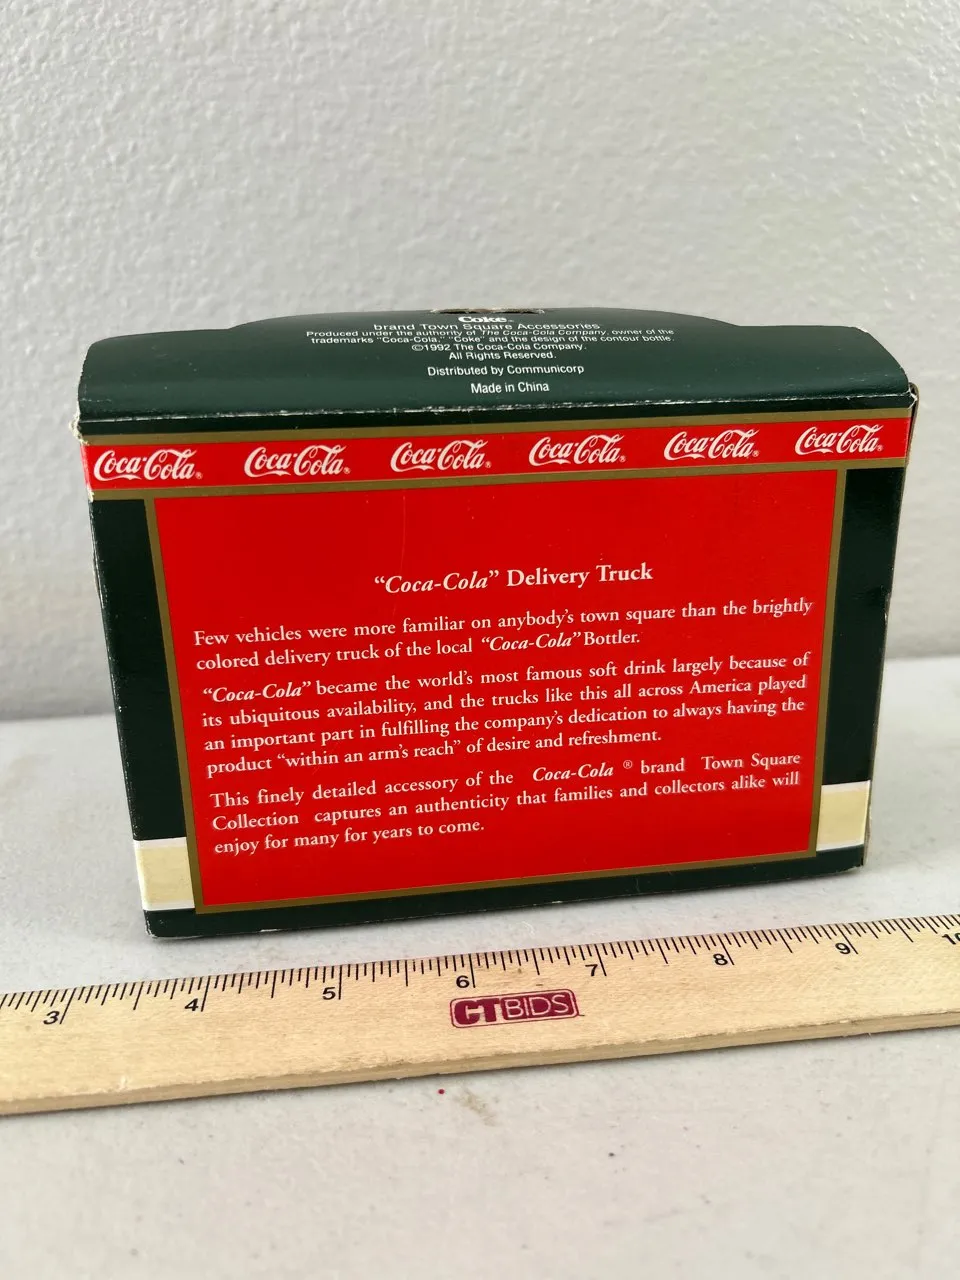 Coke™
brand Town Square Accessories
Produced under the authority of The Coca-Cola Company, owner of the
trademarks "Coca-Cola," "Coke" and the design of the contour bottle.
©1992 The Coca-Cola Company.
All Rights Reserved.
Distributed by Communicorp
Made in China
Coca-Cola® Coca-Cola® Coca-Cola® Coca-Cola® Coca-Cola® Coca-Cola®
“Coca-Cola” Delivery Truck
Few vehicles were more familiar on anybody's town square than the brightly
colored delivery truck of the local “Coca-Cola” Bottler.
“Coca-Cola” became the world's most famous soft drink largely because of
its ubiquitous availability, and the trucks like this all across America played
an important part in fulfilling the company's dedication to always having the
product “within an arm's reach” of desire and refreshment.
This finely detailed accessory of the Coca-Cola ® brand Town Square
Collection captures an authenticity that families and collectors alike will
enjoy for many for years to come.
3 4 5 6 7 8 9 10
CTBIDS